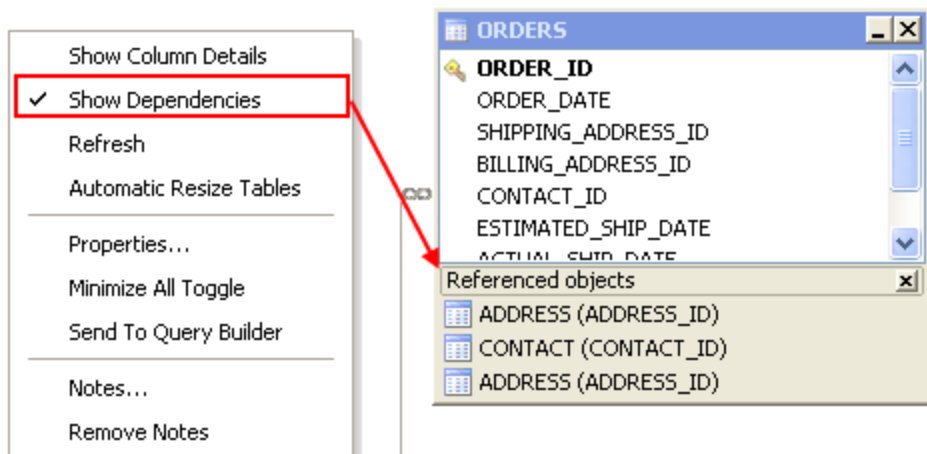 Show Column Details
Show Dependencies
Refresh
Automatic Resize Tables
Properties...
Minimize All Toggle
Send To Query Builder
Notes...
Remove Notes
ORDERS
ORDER_ID
ORDER_DATE
SHIPPING_ADDRESS_ID
BILLING_ADDRESS_ID
CONTACT_ID
ESTIMATED_SHIP_DATE
ACTUAL_SHIP_DATE
Referenced objects
ADDRESS (ADDRESS_ID)
CONTACT (CONTACT_ID)
ADDRESS (ADDRESS_ID)